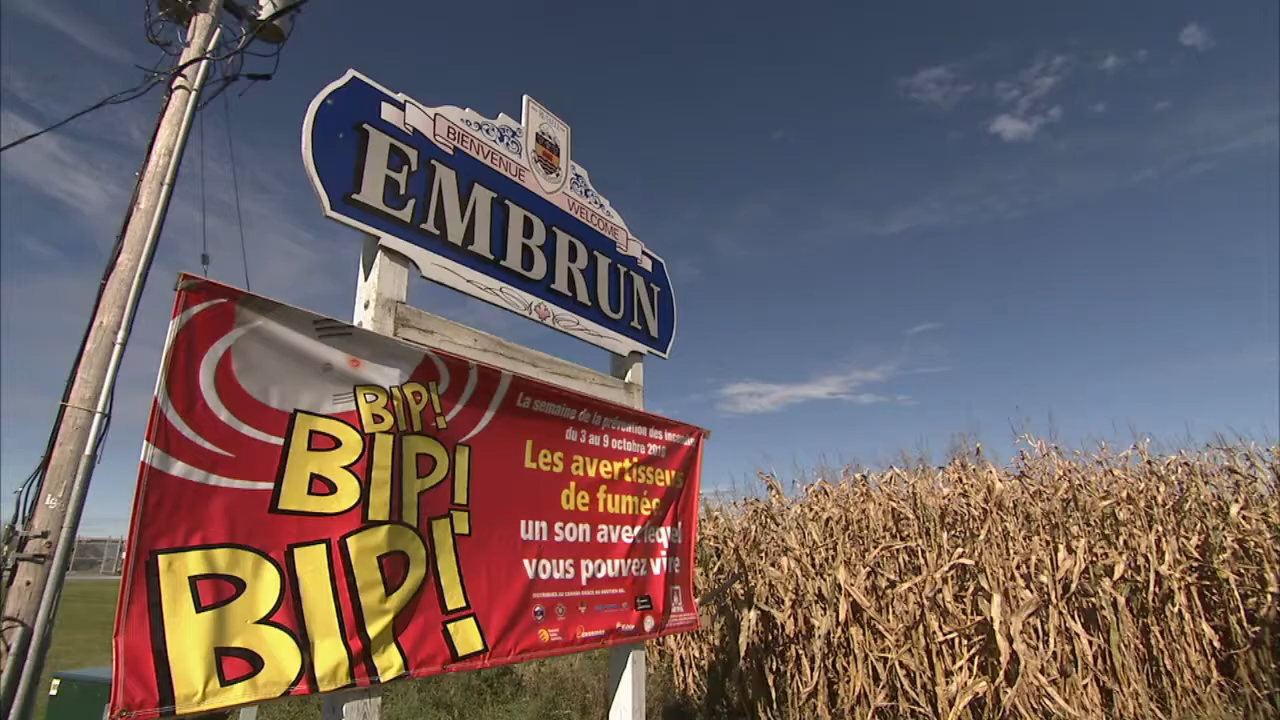 BIENVENUE
WELCOME
EMBRUN
BIP!
BIP!
BIP!
La semaine de la prévention des incendie
du 3 au 9 octobre 2010
Les avertisseurs
de fumée
un son avec lequel
vous pouvez vivre